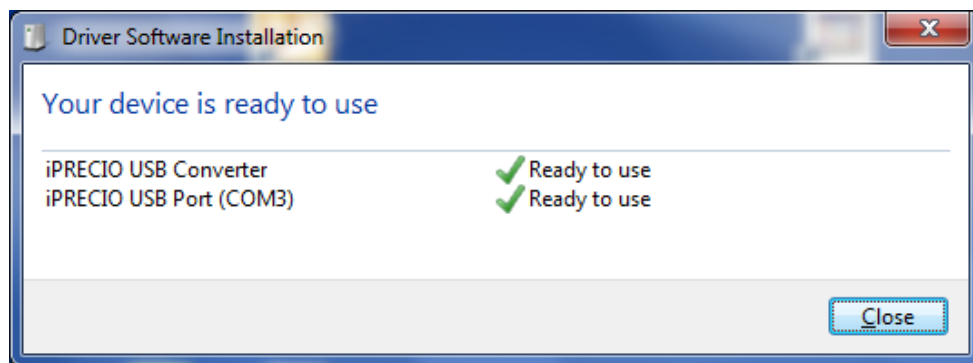 Driver Software Installation
Your device is ready to use
iPRECIO USB Converter Ready to use
iPRECIO USB Port (COM3) Ready to use
Close